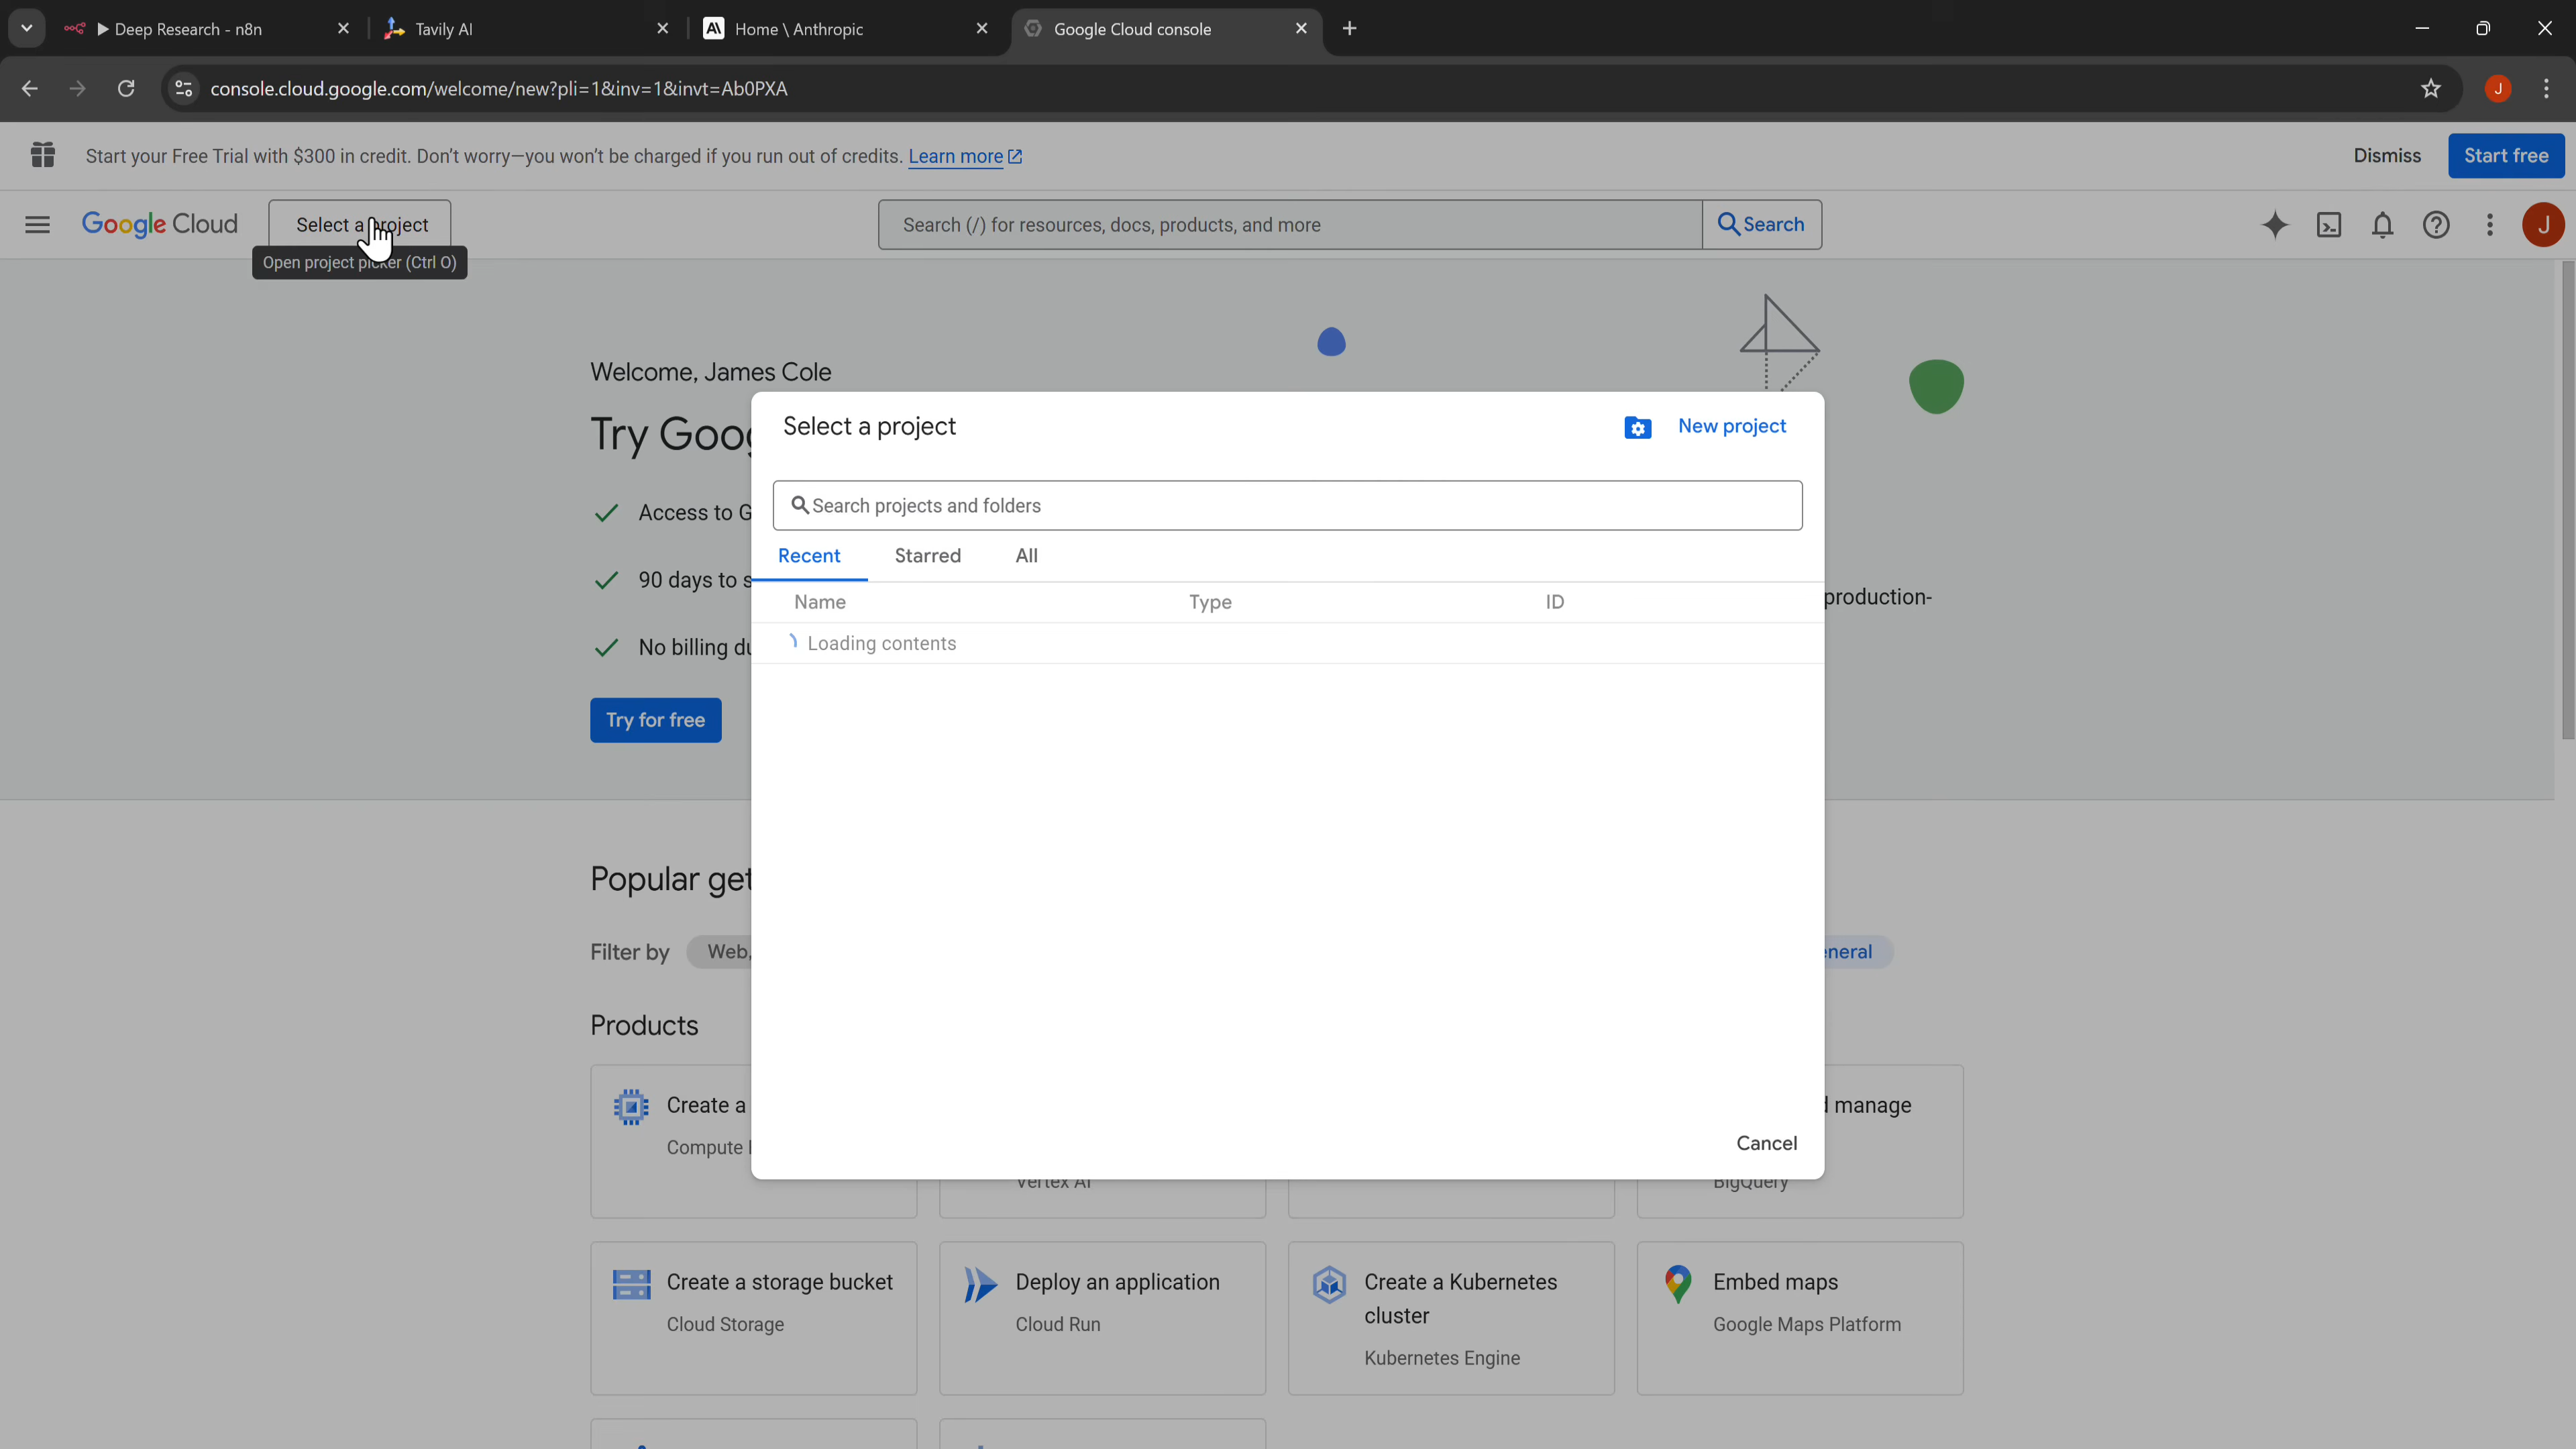 Deep Research - n8n
Tavily AI
Home \ Anthropic
Google Cloud console
console.cloud.google.com/welcome/new?pli=1&inv=1&invt=Ab0PXA
J
Start your Free Trial with $300 in credit. Don't worry—you won't be charged if you run out of credits. Learn more
Dismiss
Start free
Google Cloud
Select a project
Search (/) for resources, docs, products, and more
Search
J
Open project picker (Ctrl O)
Welcome, James Cole
Try Goog
Select a project
New project
Search projects and folders
Access to G
Recent
Starred
All
90 days to s
Name
Type
ID
production-
No billing du
Loading contents
Try for free
Popular get
Filter by
Web,
eneral
Products
Create a
d manage
Compute
Cancel
Vertex AI
BigQuery
Create a storage bucket
Cloud Storage
Deploy an application
Cloud Run
Create a Kubernetes
cluster
Kubernetes Engine
Embed maps
Google Maps Platform